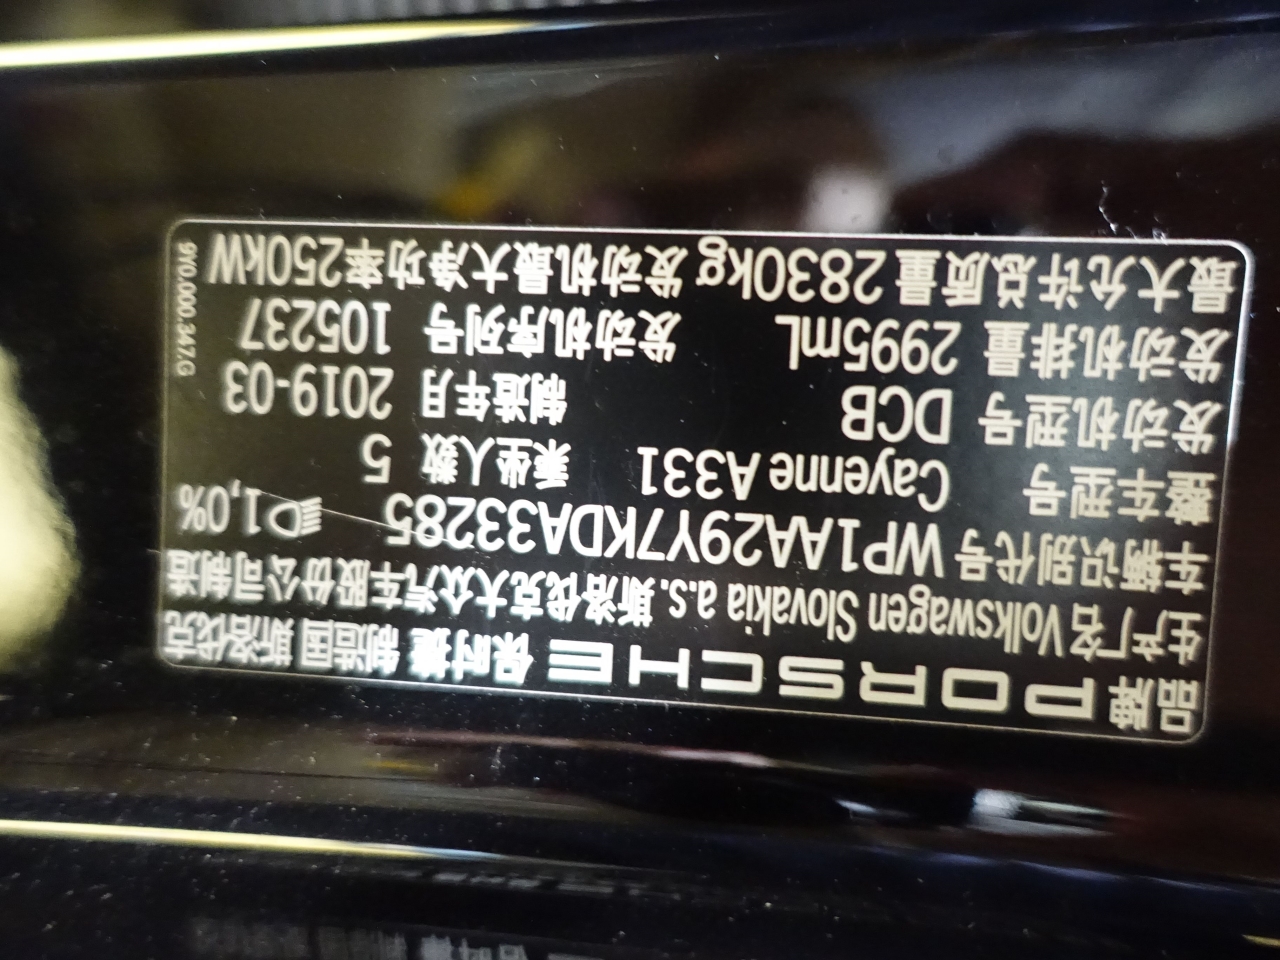 品牌 PORSCHE 保时捷 制造国 斯洛伐克
生产厂名 Volkswagen Slovakia a.s. 斯洛伐克大众汽车股份公司制造
车辆识别代号 WP1AA29Y7KDA33285 1,0%
整车型号 Cayenne A331 乘坐人数 5
发动机型号 DCB 制造年月 2019-03
发动机排量 2995mL 发动机序列号 105237
最大允许总质量 2830kg 发动机最大净功率250kW
9Y0.000.347.G